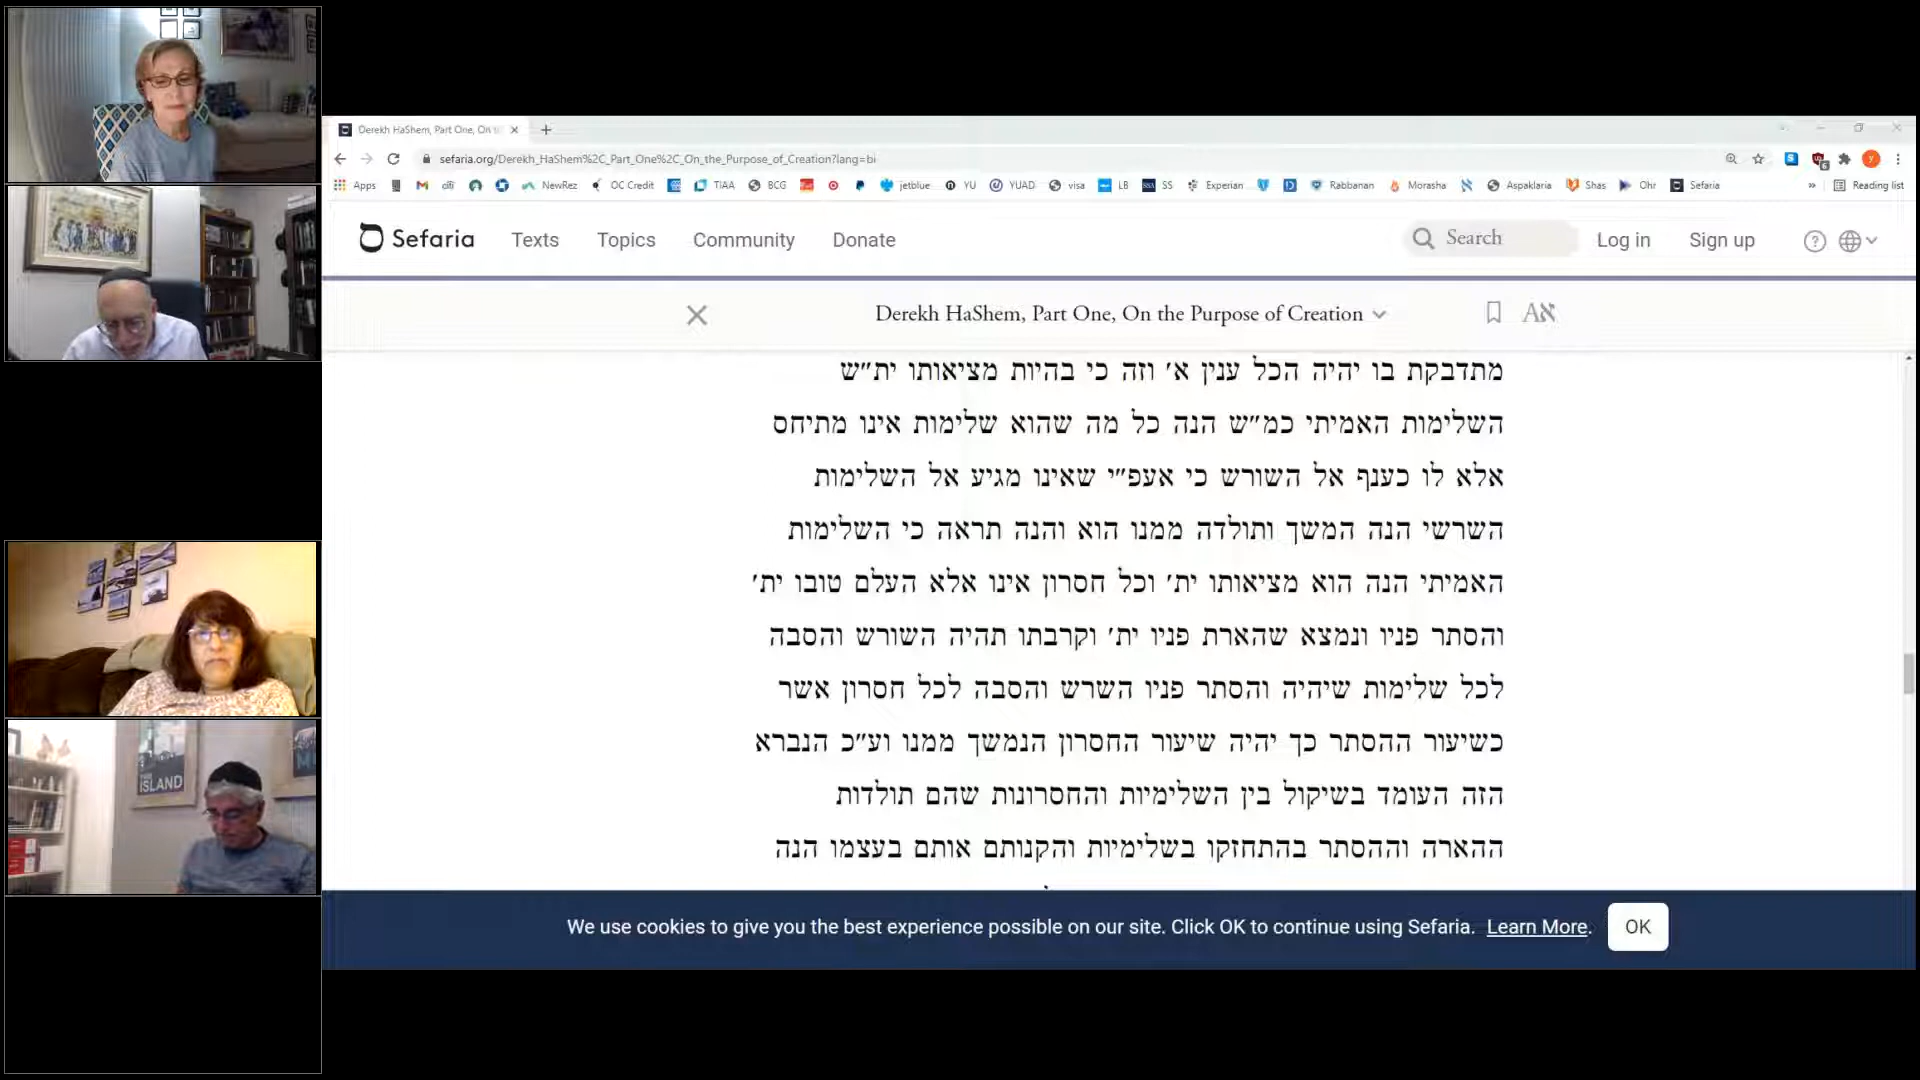 Derekh HaShem, Part One, On t
sefaria.org/Derekh_HaShem%2C_Part_One%2C_On_the_Purpose_of_Creation?lang=bi
Apps citi NewRez OC Credit TIAA BCG jetblue YU YUAD visa LB SS Experian Rabbanan Morasha Aspaklaria Shas Ohr Sefaria » Reading list
Sefaria Texts Topics Community Donate Search Log in Sign up
Derekh HaShem, Part One, On the Purpose of Creation Aא
מתדבקת בו יהיה הכל ענין א׳ וזה כי בהיות מציאותו ית״ש
השלימות האמיתי כמ״ש הנה כל מה שהוא שלימות אינו מתיחס
אלא לו כענף אל השורש כי אעפ״י שאינו מגיע אל השלימות
השרשי הנה המשך ותולדה ממנו הוא והנה תראה כי השלימות
האמיתי הנה הוא מציאותו ית׳ וכל חסרון אינו אלא העלם טובו ית׳
והסתר פניו ונמצא שהארת פניו ית׳ וקרבתו תהיה השורש והסבה
לכל שלימות שיהיה והסתר פניו השרש והסבה לכל חסרון אשר
כשיעור ההסתר כך יהיה שיעור החסרון הנמשך ממנו וע״כ הנברא
הזה העומד בשיקול בין השלימיות והחסרונות שהם תולדות
ההארה וההסתר בהתחזקו בשלימיות והקנותם אותם בעצמו הנה
We use cookies to give you the best experience possible on our site. Click OK to continue using Sefaria. Learn More. OK
ISLAND